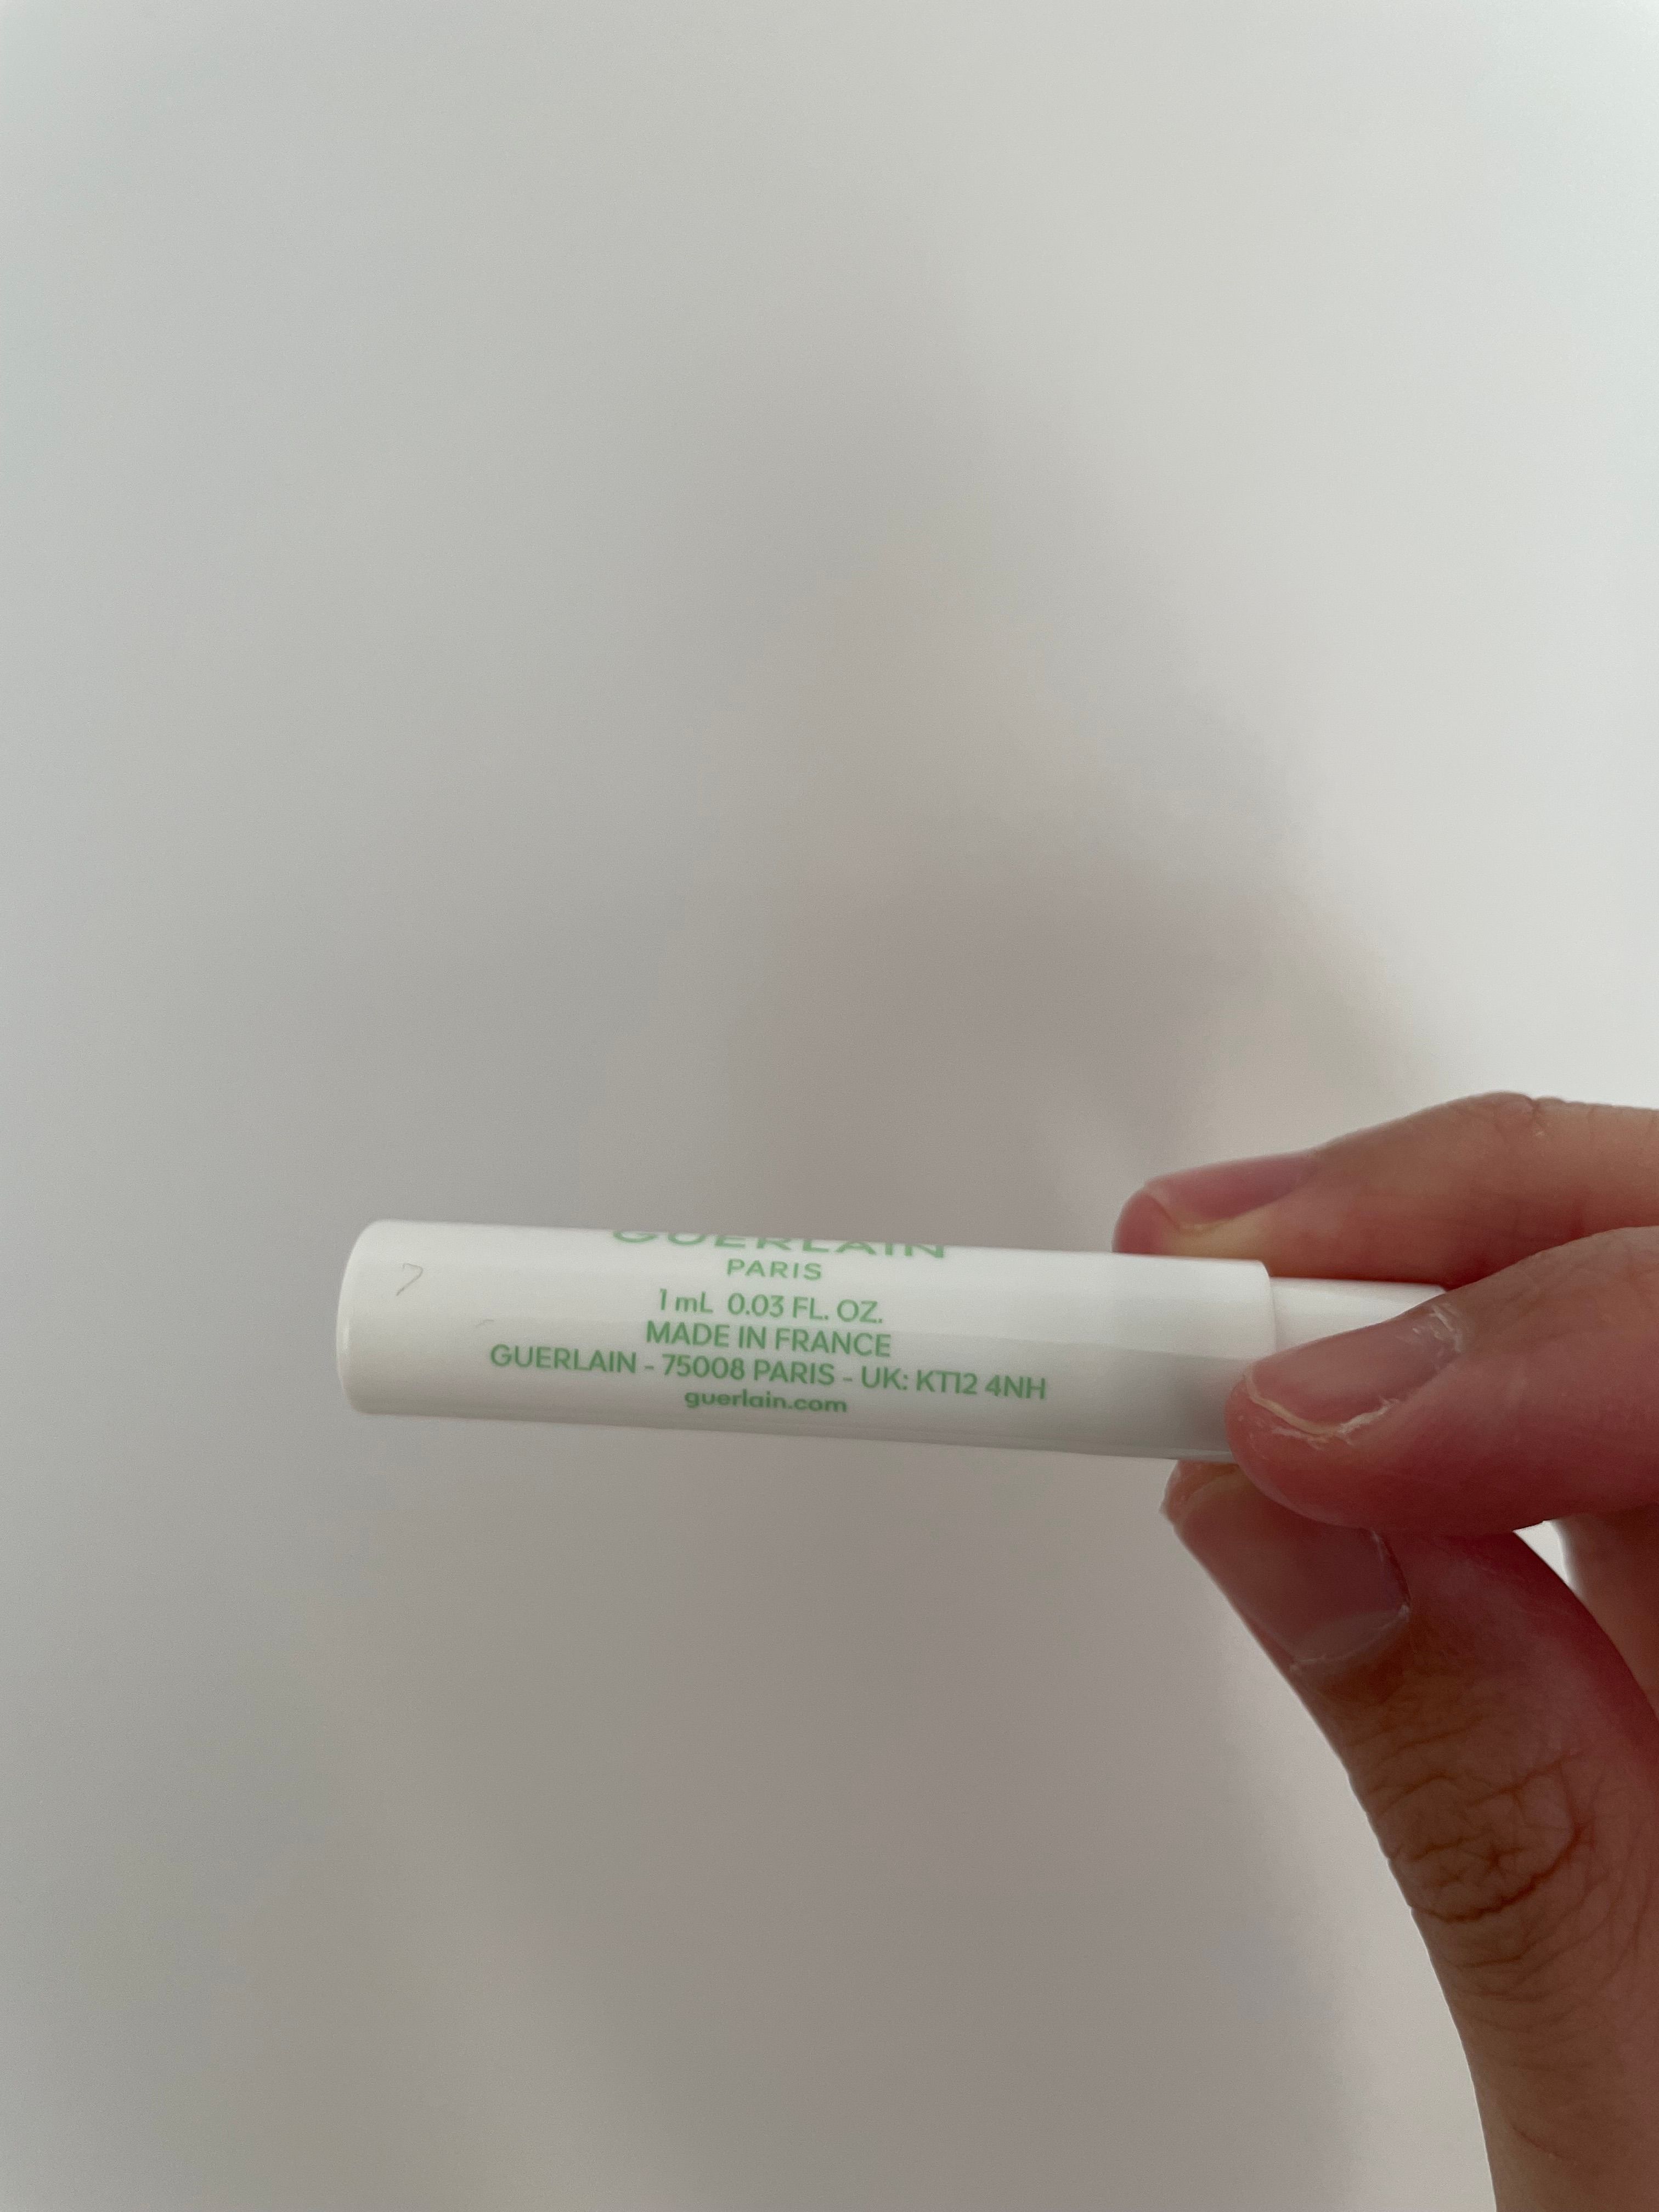 GUERLAIN
PARIS
1 mL 0.03 FL. OZ.
MADE IN FRANCE
GUERLAIN - 75008 PARIS - UK: KT12 4NH
guerlain.com